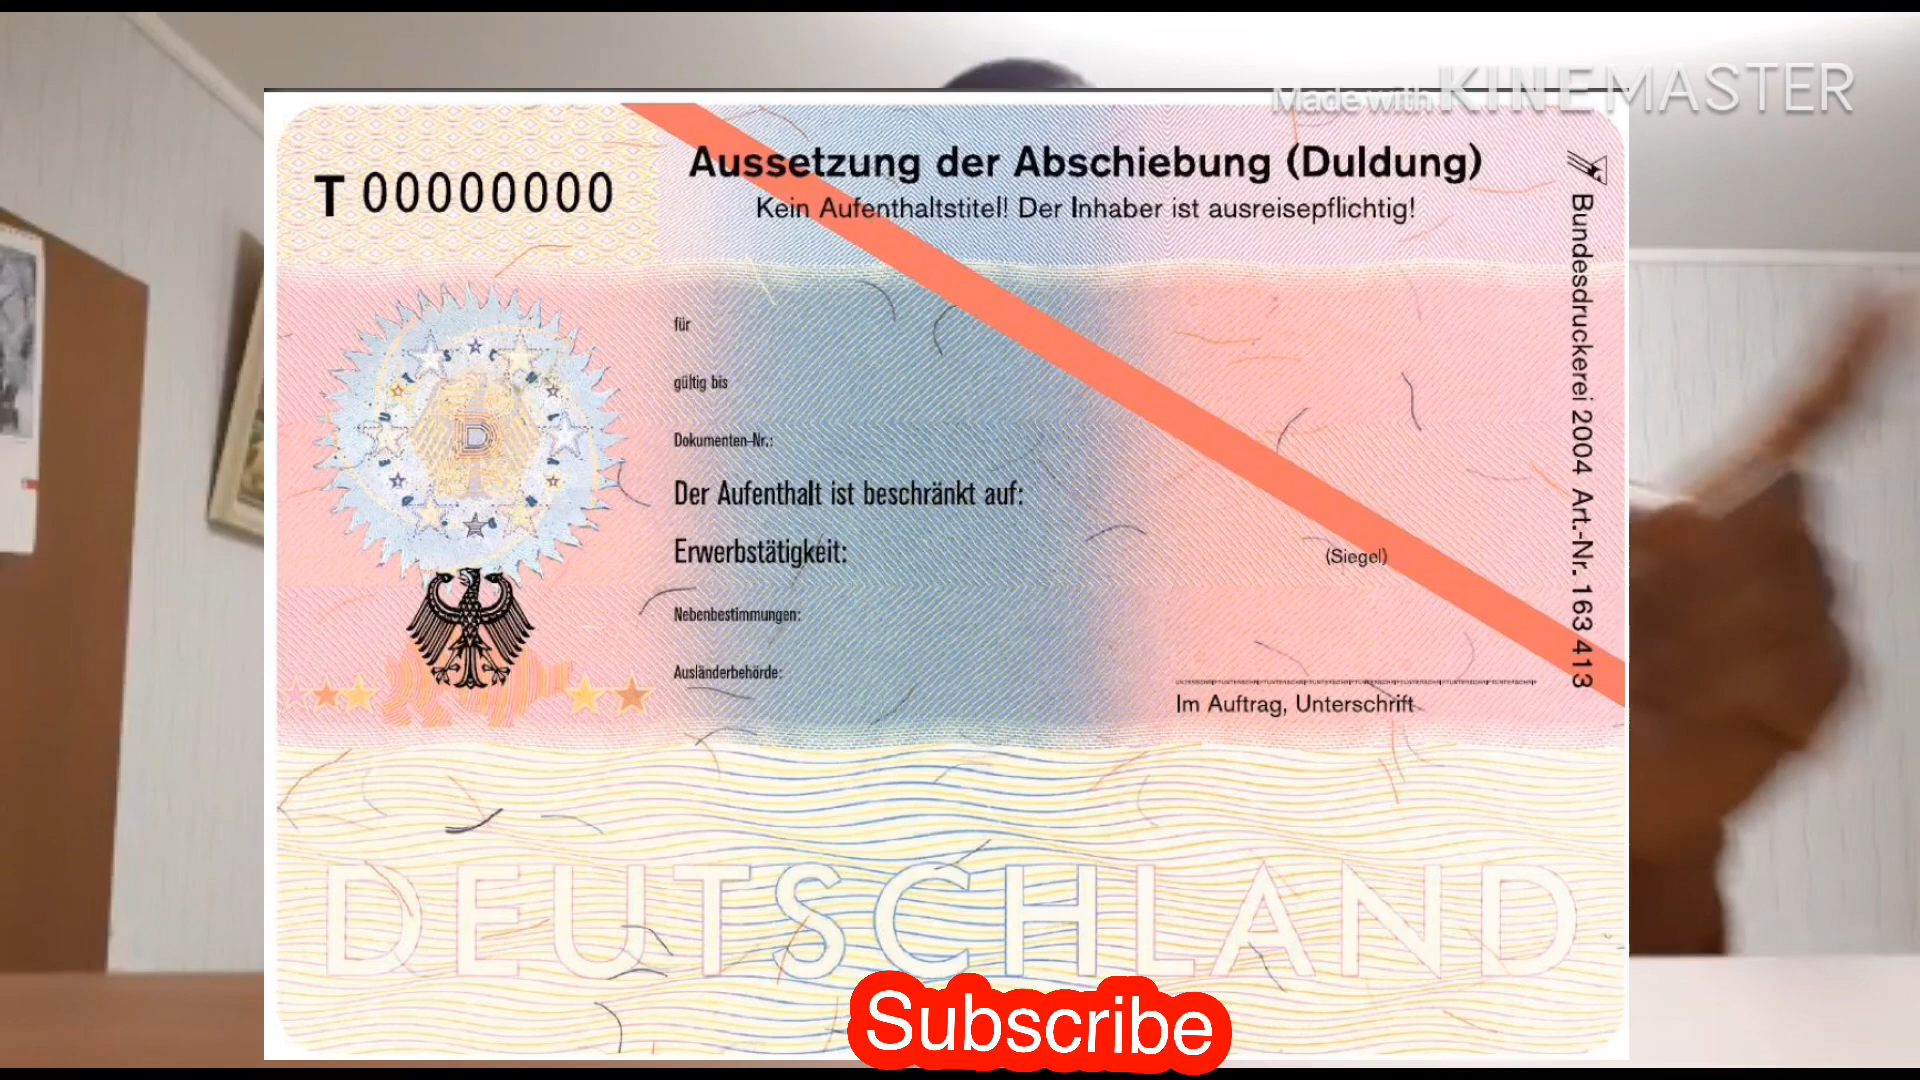 Made with KINEMASTER
T 00000000
Aussetzung der Abschiebung (Duldung)
Kein Aufenthaltstitel! Der Inhaber ist ausreisepflichtig!
für
gültig bis
Dokumenten-Nr.:
Der Aufenthalt ist beschränkt auf:
Erwerbstätigkeit:
(Siegel)
Nebenbestimmungen:
Ausländerbehörde:
Im Auftrag, Unterschrift
Bundesdruckerei 2004 Art.-Nr. 163 413
D
DEUTSCHLAND
Subscribe